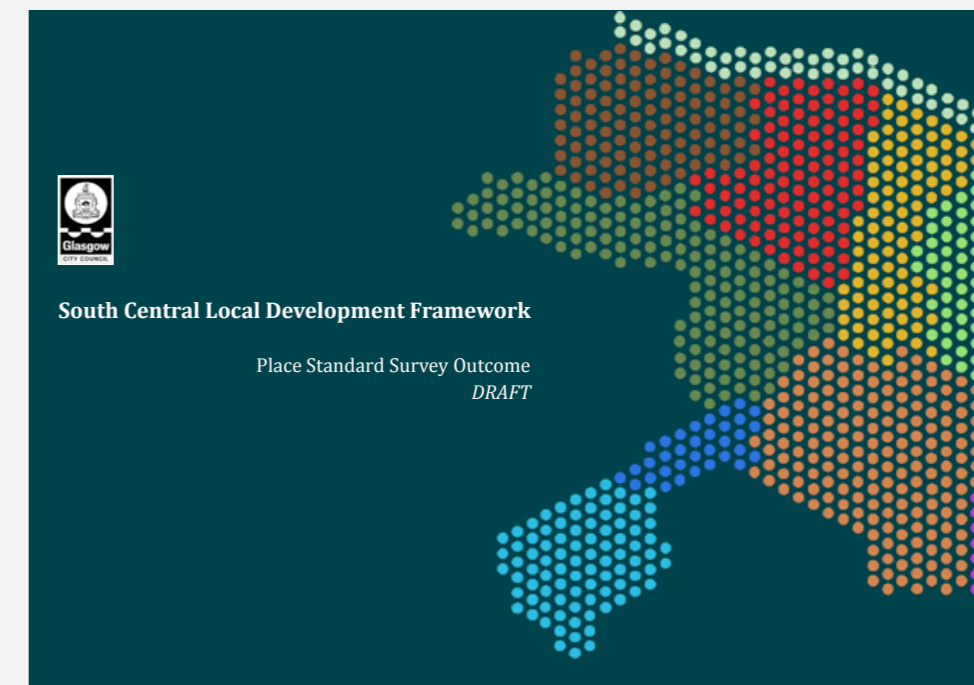 Glasgow
CITY COUNCIL
South Central Local Development Framework
Place Standard Survey Outcome
DRAFT